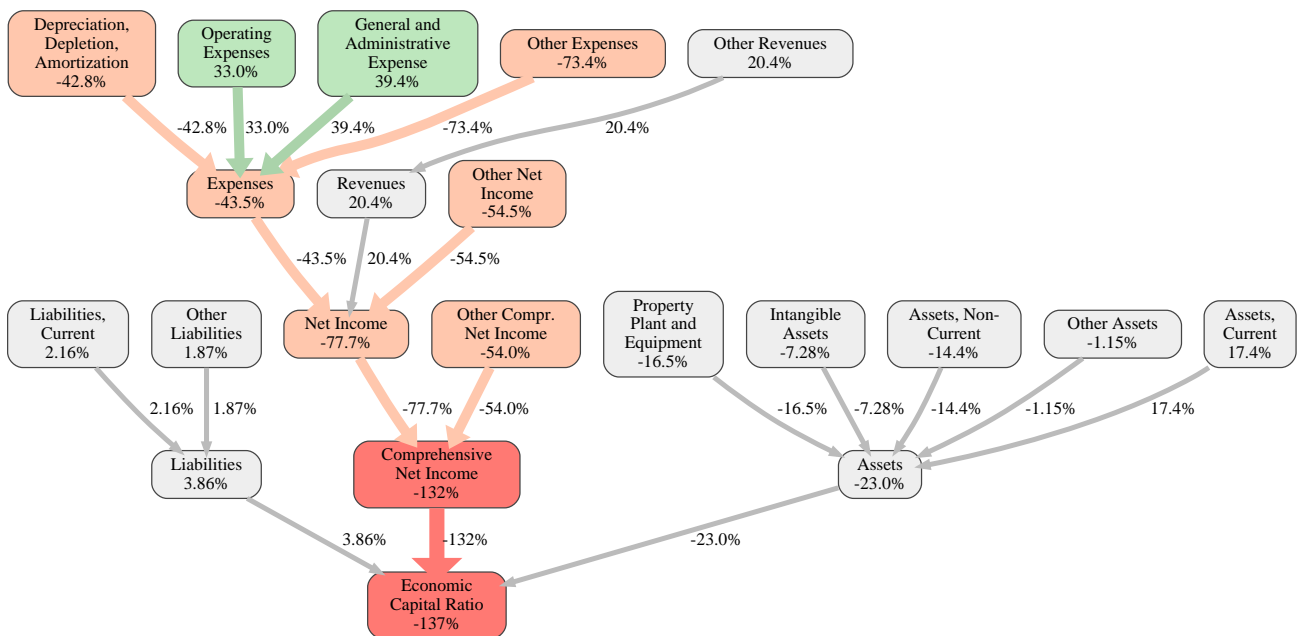 Depreciation,
Depletion,
Amortization
-42.8%
Operating
Expenses
33.0%
General and
Administrative
Expense
39.4%
Other Expenses
-73.4%
Other Revenues
20.4%
-42.8%
33.0%
39.4%
-73.4%
20.4%
Expenses
-43.5%
Revenues
20.4%
Other Net
Income
-54.5%
-43.5%
20.4%
-54.5%
Liabilities,
Current
2.16%
Other
Liabilities
1.87%
Net Income
-77.7%
Other Compr.
Net Income
-54.0%
Property
Plant and
Equipment
-16.5%
Intangible
Assets
-7.28%
Assets, Non-
Current
-14.4%
Other Assets
-1.15%
Assets,
Current
17.4%
2.16%
1.87%
-77.7%
-54.0%
-16.5%
-7.28%
-14.4%
-1.15%
17.4%
Liabilities
3.86%
Comprehensive
Net Income
-132%
Assets
-23.0%
3.86%
-132%
-23.0%
Economic
Capital Ratio
-137%